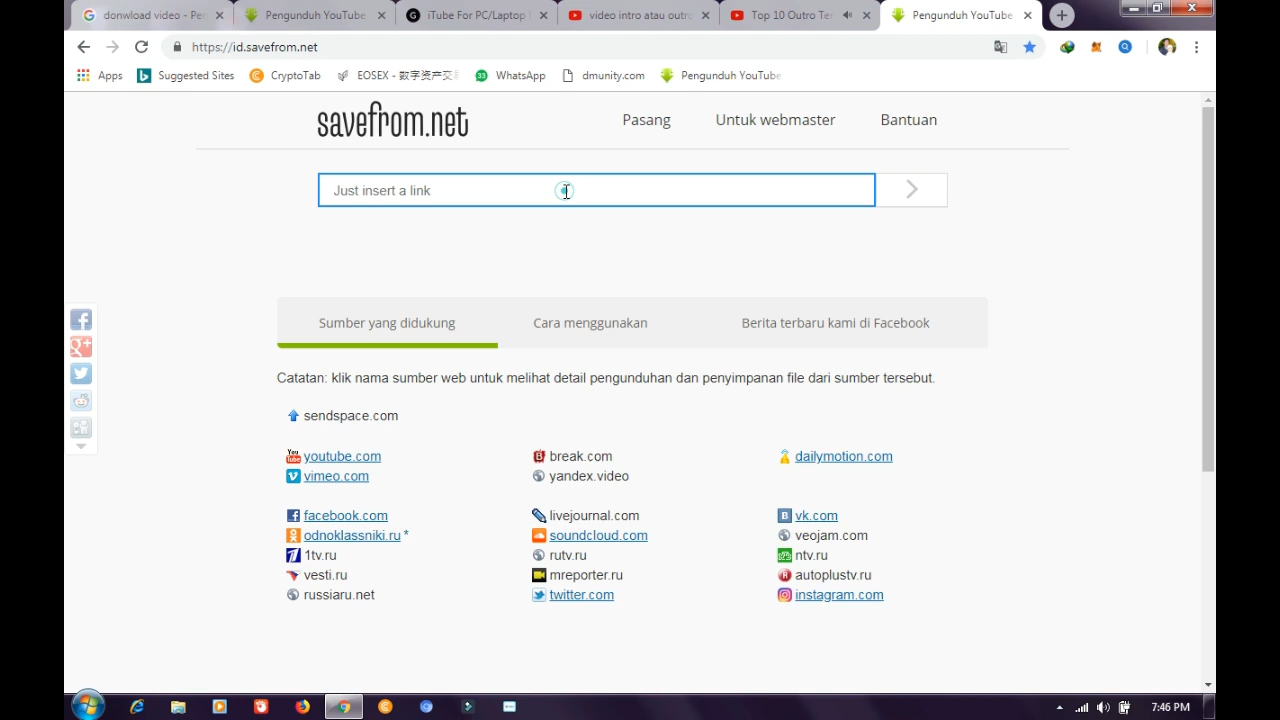 donwload video - Pe
Pengunduh YouTube
iTube For PC/Laptop
video intro atau outro
Top 10 Outro Ter
Pengunduh YouTube
https://id.savefrom.net
Apps
Suggested Sites
CryptoTab
EOSEX - 数字资产交
33
WhatsApp
dmunity.com
Pengunduh YouTube
savefrom.net
Pasang
Untuk webmaster
Bantuan
Just insert a link
Sumber yang didukung
Cara menggunakan
Berita terbaru kami di Facebook
Catatan: klik nama sumber web untuk melihat detail pengunduhan dan penyimpanan file dari sumber tersebut.
sendspace.com
youtube.com
break.com
dailymotion.com
vimeo.com
yandex.video
facebook.com
livejournal.com
vk.com
odnoklassniki.ru *
soundcloud.com
veojam.com
1tv.ru
rutv.ru
ntv.ru
vesti.ru
mreporter.ru
autoplustv.ru
russiaru.net
twitter.com
instagram.com
7:46 PM